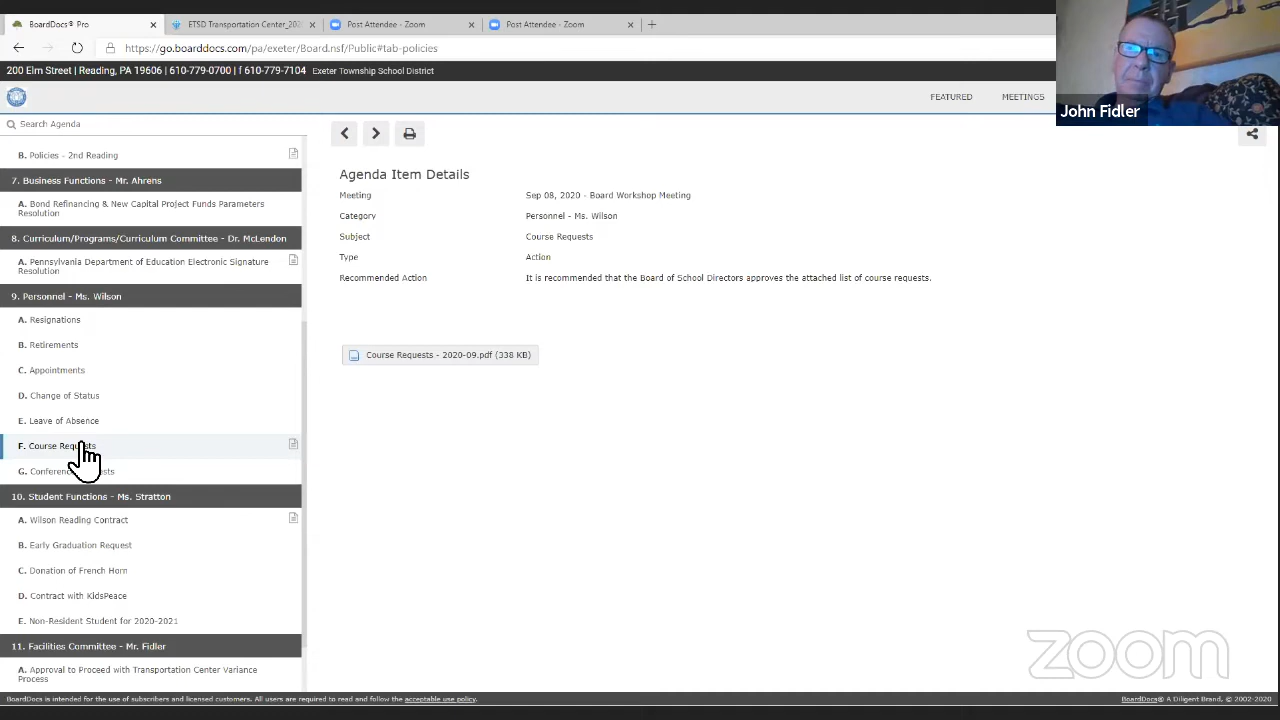 BoardDocs® Pro
ETSD Transportation Center_202
Post Attendee - Zoom
Post Attendee - Zoom
https://go.boarddocs.com/pa/exeter/Board.nsf/Public#tab-policies
200 Elm Street | Reading, PA 19606 | 610-779-0700 | f 610-779-7104 Exeter Township School District
FEATURED
MEETINGS
John Fidler
Search Agenda
B. Policies - 2nd Reading
7. Business Functions - Mr. Ahrens
A. Bond Refinancing & New Capital Project Funds Parameters
Resolution
8. Curriculum/Programs/Curriculum Committee - Dr. McLendon
A. Pennsylvania Department of Education Electronic Signature
Resolution
9. Personnel - Ms. Wilson
A. Resignations
B. Retirements
C. Appointments
D. Change of Status
E. Leave of Absence
F. Course Requests
G. Conference Requests
10. Student Functions - Ms. Stratton
A. Wilson Reading Contract
B. Early Graduation Request
C. Donation of French Horn
D. Contract with KidsPeace
E. Non-Resident Student for 2020-2021
11. Facilities Committee - Mr. Fidler
A. Approval to Proceed with Transportation Center Variance
Process
Agenda Item Details
Meeting Sep 08, 2020 - Board Workshop Meeting
Category Personnel - Ms. Wilson
Subject Course Requests
Type Action
Recommended Action It is recommended that the Board of School Directors approves the attached list of course requests.
Course Requests - 2020-09.pdf (338 KB)
zoom
BoardDocs is intended for the use of subscribers and licensed customers. All users are required to read and follow the acceptable use policy.
BoardDocs® A Diligent Brand, © 2002-2020